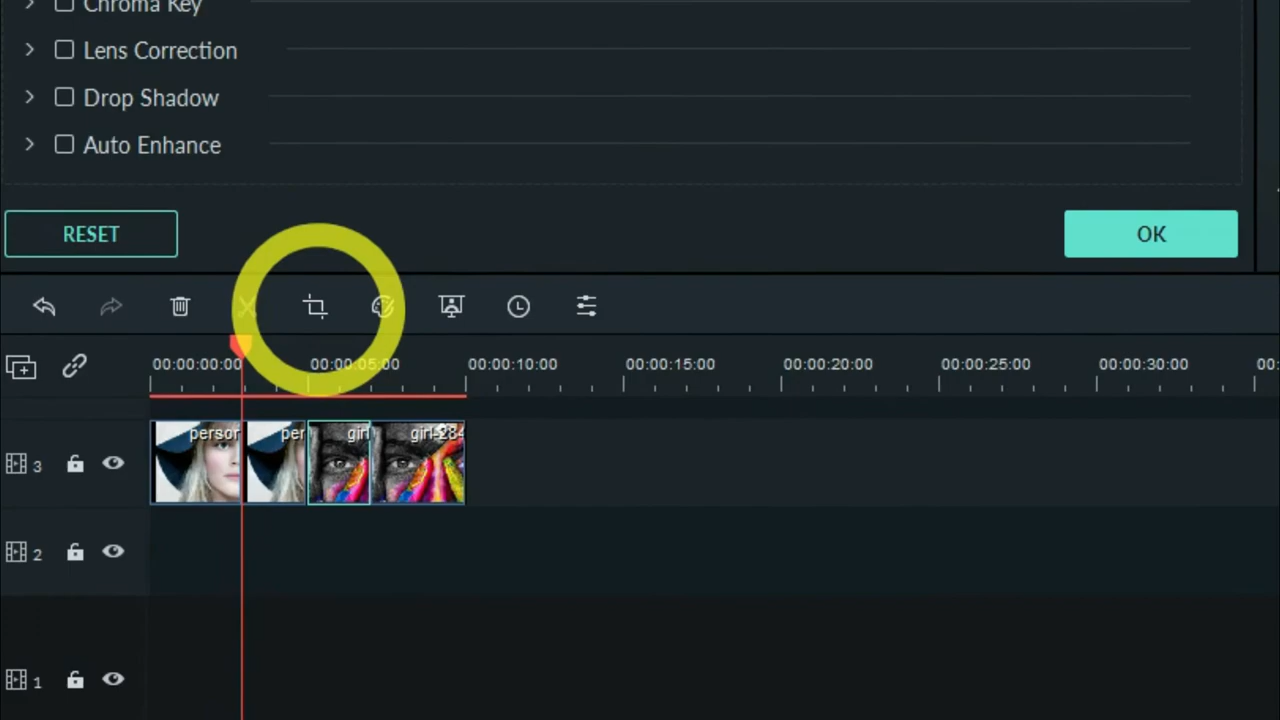 Chroma Key
Lens Correction
Drop Shadow
Auto Enhance
RESET
OK
00:00:00:00
00:00:05:00
00:00:10:00
00:00:15:00
00:00:20:00
00:00:25:00
00:00:30:00
00:
person
per
girl
girl-284
3
2
1